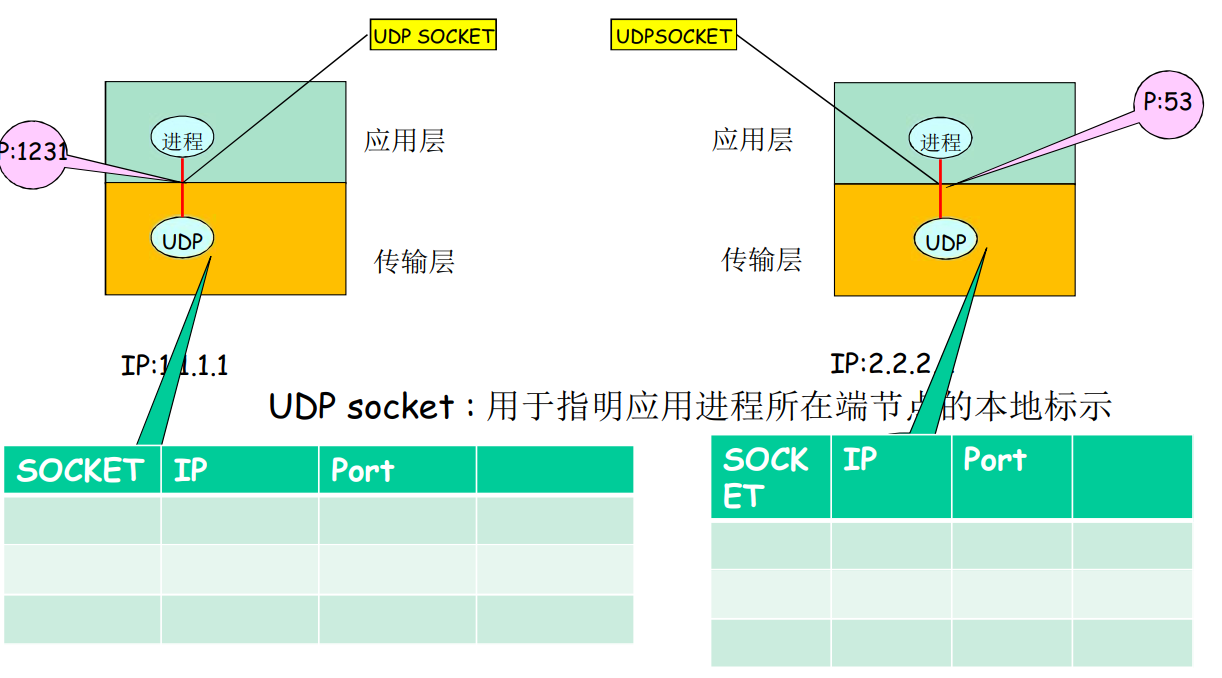 UDP SOCKET
UDPSOCKET
P:53
进程
应用层
应用层
进程
P:1231
UDP
传输层
传输层
UDP
IP:1.1.1.1
IP:2.2.2
UDP socket : 用于指明应用进程所在端节点的本地标示
SOCKET IP Port
SOCK
ET IP Port